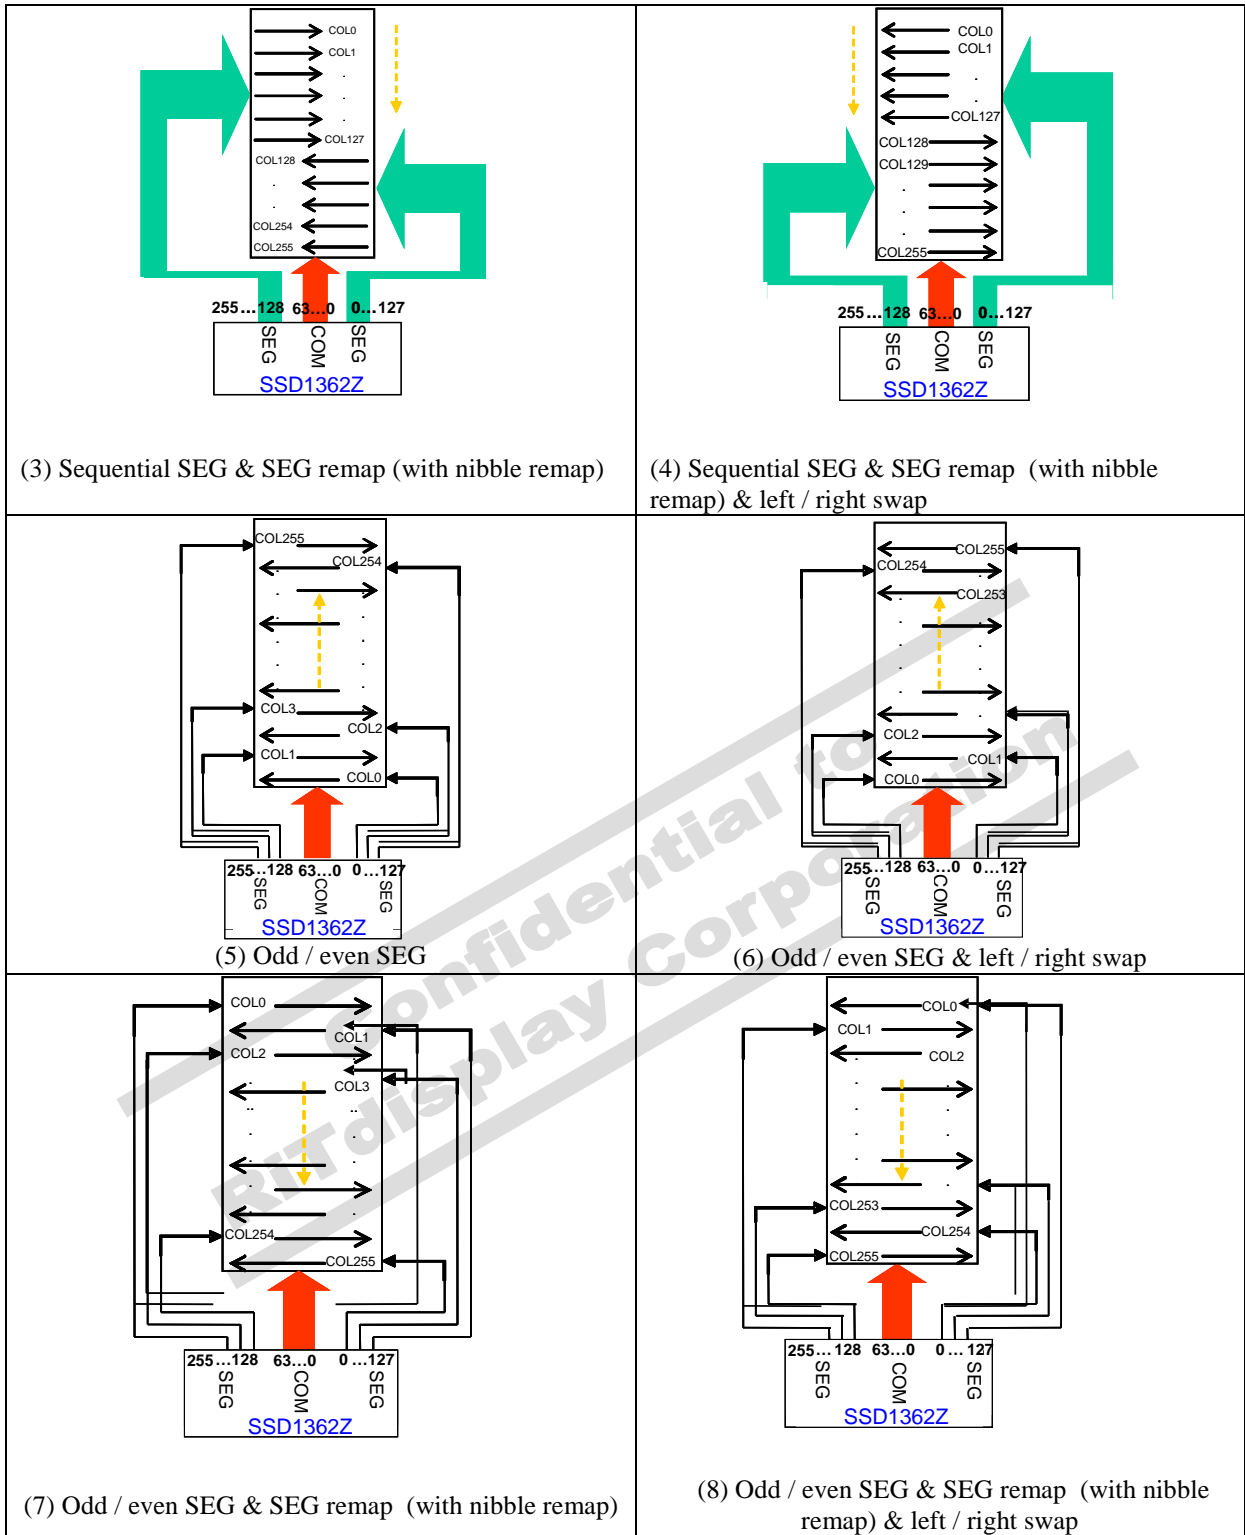 COL0
COL1
.
.
.
COL127
COL128
.
.
COL254
COL255
255...128 63...0 0...127
SEG COM SEG
SSD1362Z
(3) Sequential SEG & SEG remap (with nibble remap)
COL0
COL1
.
.
COL127
COL128
COL129
.
.
.
COL255
255...128 63...0 0...127
SEG COM SEG
SSD1362Z
(4) Sequential SEG & SEG remap (with nibble
remap) & left / right swap
COL255
COL254
COL3
COL2
COL1
COL0
255...128 63...0 0...127
SEG COM SEG
SSD1362Z
(5) Odd / even SEG
COL255
COL254
COL253
COL2
COL1
COL0
255...128 63...0 0...127
SEG COM SEG
SSD1362Z
(6) Odd / even SEG & left / right swap
COL0
COL1
COL2
COL3
COL254
COL255
255...128 63...0 0...127
SEG COM SEG
SSD1362Z
(7) Odd / even SEG & SEG remap (with nibble remap)
COL0
COL1
COL2
COL253
COL254
COL255
255... 128 63...0 0... 127
SEG COM SEG
SSD1362Z
(8) Odd / even SEG & SEG remap (with nibble
remap) & left / right swap
Confidential to
RiTdisplay Corporation